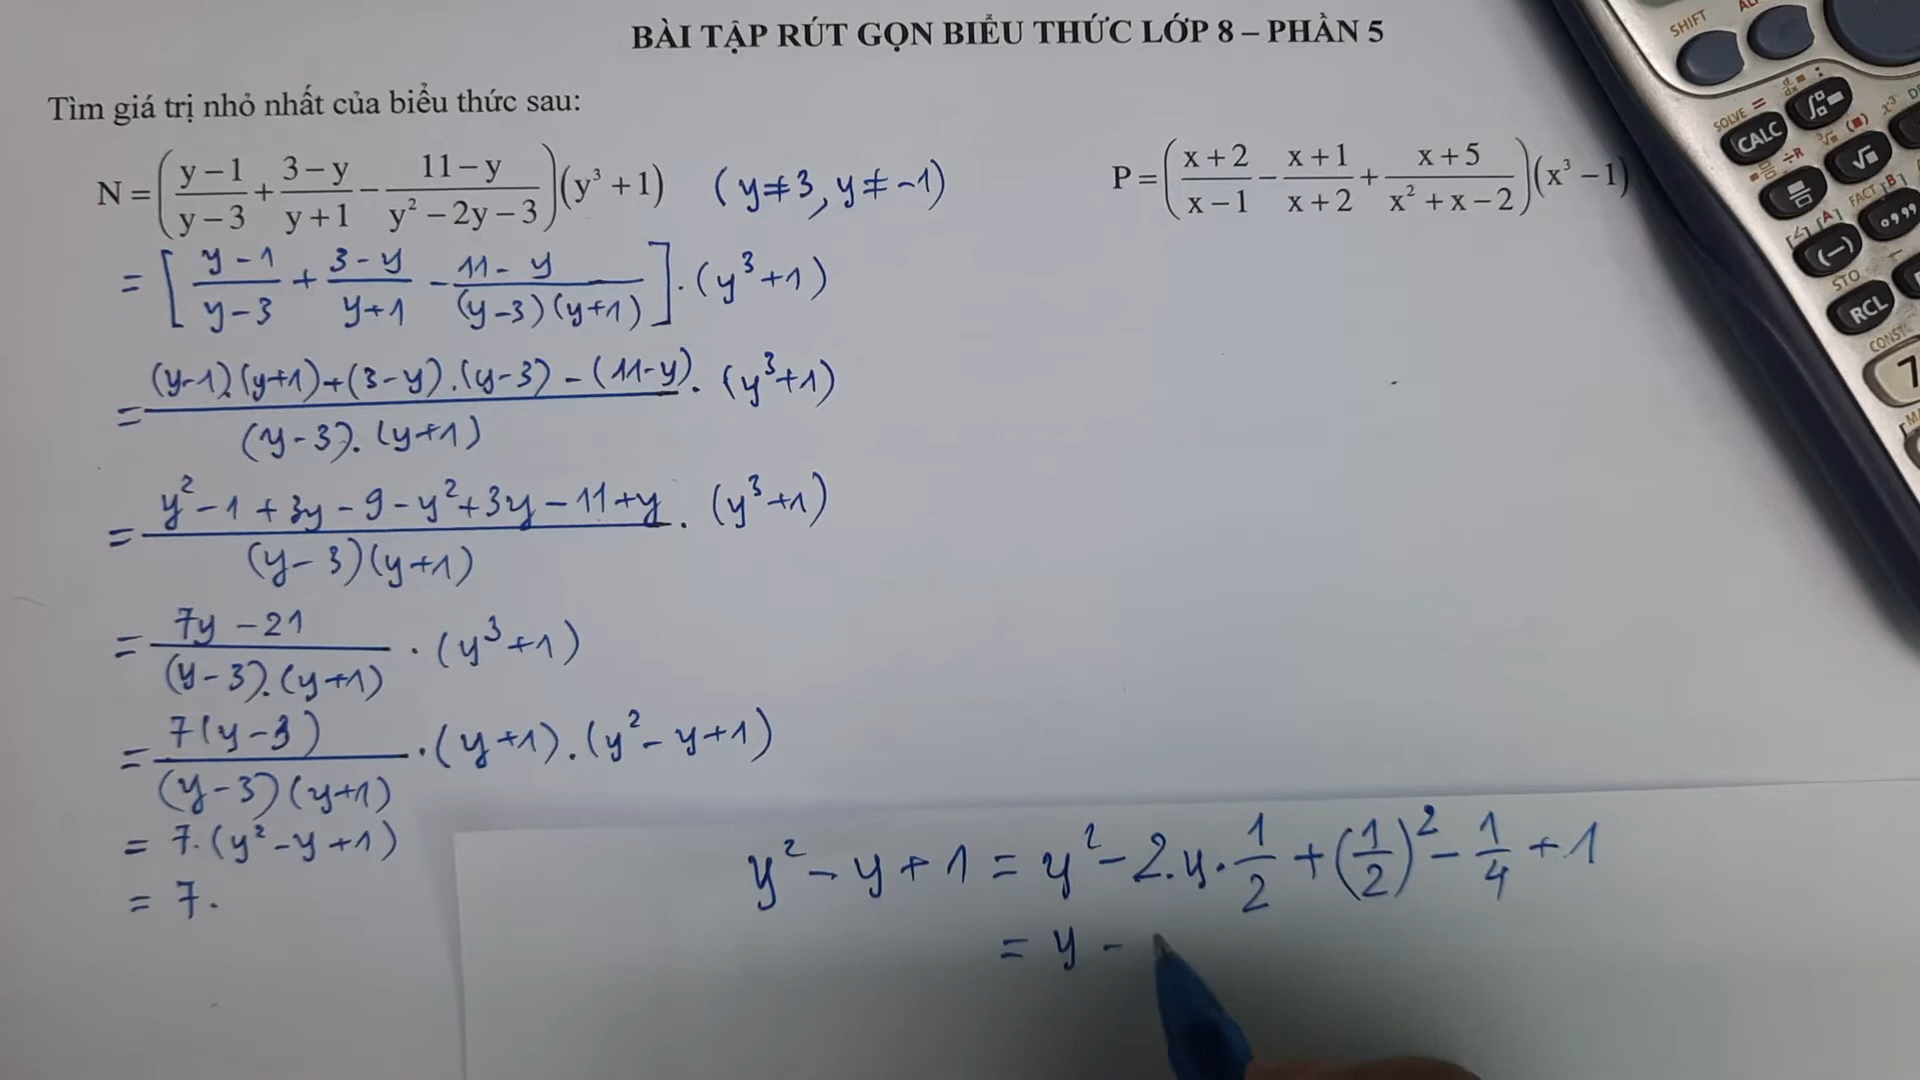 BÀI TẬP RÚT GỌN BIỂU THỨC LỚP 8 – PHẦN 5
Tìm giá trị nhỏ nhất của biểu thức sau:
N = ( (y−1)/(y−3) + (3−y)/(y+1) − (11−y)/(y²−2y−3) )(y³+1) (y≠3, y≠−1)
= [ (y−1)/(y−3) + (3−y)/(y+1) − (11−y)/((y−3)(y+1)) ] . (y³+1)
= ((y−1).(y+1)+(3−y).(y−3)−(11−y))/((y−3).(y+1)) . (y³+1)
= (y²−1+3y−9−y²+3y−11+y)/((y−3)(y+1)) . (y³+1)
= (7y−21)/((y−3).(y+1)) . (y³+1)
= 7(y−3)/((y−3)(y+1)) . (y+1).(y²−y+1)
= 7.(y²−y+1)
= 7.
P = ( (x+2)/(x−1) − (x+1)/(x+2) + (x+5)/(x²+x−2) )(x³−1)
y²−y+1 = y²−2.y.1/2+(1/2)²−1/4+1
= y −
SHIFT
SOLVE =
CALC
÷R
FACT
STO
(−)
RCL
CONST
7